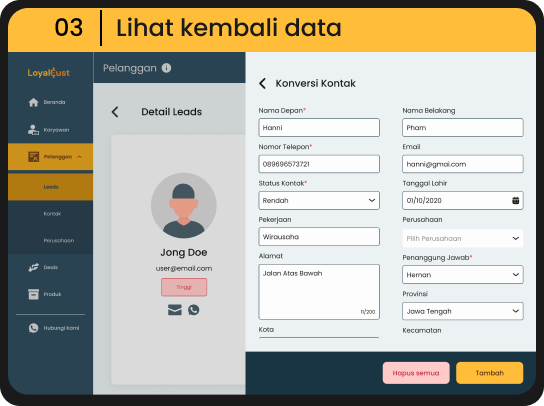 03 | Lihat kembali data
LoyalCust
Beranda
Karyawan
Pelanggan
Leads
Kontak
Perusahaan
Deals
Produk
Hubungi Kami
Pelanggan
Detail Leads
Jong Doe
user@email.com
Tinggi
Konversi Kontak
Nama Depan*
Hanni
Nama Belakang
Pham
Nomor Telepon*
089696573721
Email
hanni@gmai.com
Status Kontak*
Rendah
Tanggal Lahir
01/10/2020
Pekerjaan
Wirausaha
Perusahaan
Pilih Perusahaan
Alamat
Jalan Atas Bawah
11/200
Penanggung Jawab*
Hernan
Provinsi
Jawa Tengah
Kota
Kecamatan
Hapus semua
Tambah